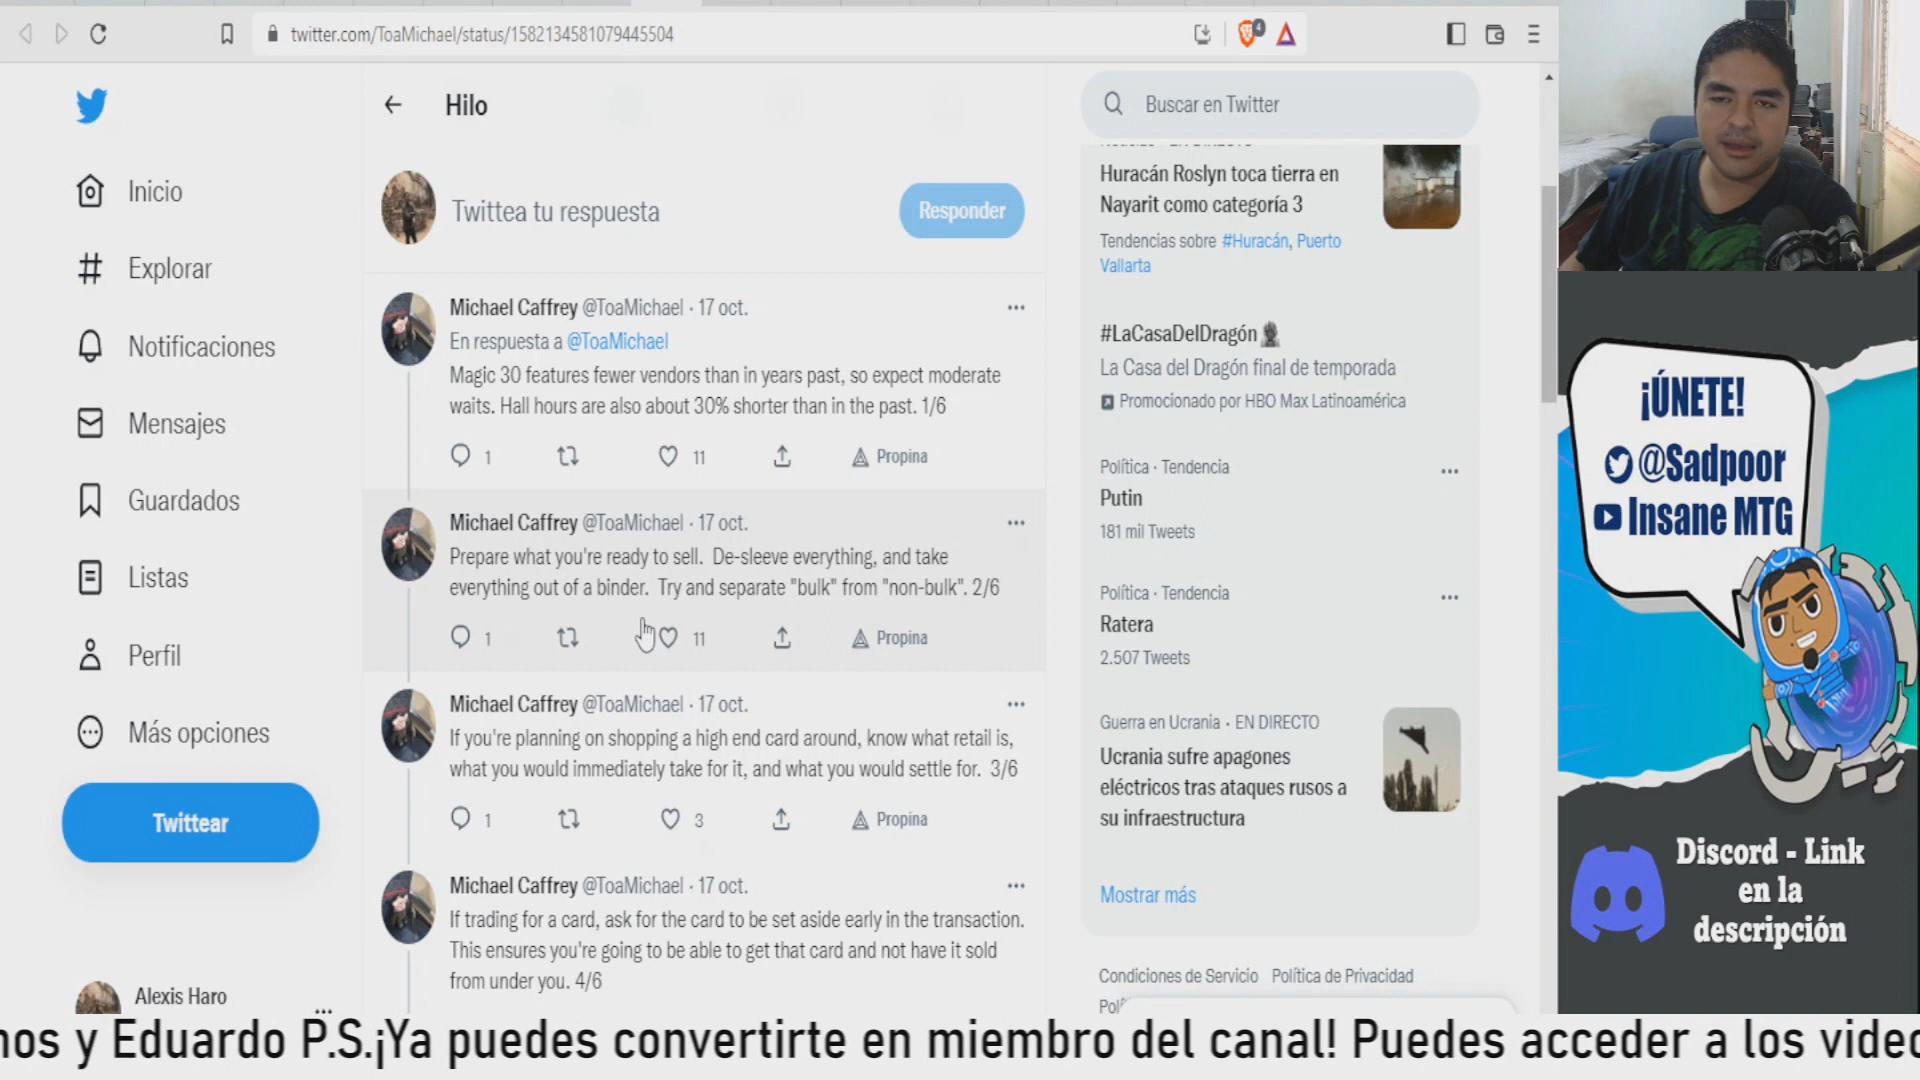 twitter.com/ToaMichael/status/1582134581079445504
4
Hilo
Buscar en Twitter
Inicio
Explorar
Notificaciones
Mensajes
Guardados
Listas
Perfil
Más opciones
Twittear
Alexis Haro
Twittea tu respuesta
Responder
Michael Caffrey @ToaMichael · 17 oct.
En respuesta a @ToaMichael
Magic 30 features fewer vendors than in years past, so expect moderate
waits. Hall hours are also about 30% shorter than in the past. 1/6
1 11 Propina
Michael Caffrey @ToaMichael · 17 oct.
Prepare what you're ready to sell. De-sleeve everything, and take
everything out of a binder. Try and separate "bulk" from "non-bulk". 2/6
1 11 Propina
Michael Caffrey @ToaMichael · 17 oct.
If you're planning on shopping a high end card around, know what retail is,
what you would immediately take for it, and what you would settle for. 3/6
1 3 Propina
Michael Caffrey @ToaMichael · 17 oct.
If trading for a card, ask for the card to be set aside early in the transaction.
This ensures you're going to be able to get that card and not have it sold
from under you. 4/6
Huracán Roslyn toca tierra en
Nayarit como categoría 3
Tendencias sobre #Huracán, Puerto
Vallarta
#LaCasaDelDragón
La Casa del Dragón final de temporada
Promocionado por HBO Max Latinoamérica
Política · Tendencia
Putin
181 mil Tweets
Política · Tendencia
Ratera
2.507 Tweets
Guerra en Ucrania · EN DIRECTO
Ucrania sufre apagones
eléctricos tras ataques rusos a
su infraestructura
Mostrar más
Condiciones de Servicio Política de Privacidad
¡ÚNETE!
@Sadpoor
Insane MTG
Discord - Link
en la
descripción
nos y Eduardo P.S.¡Ya puedes convertirte en miembro del canal! Puedes acceder a los video